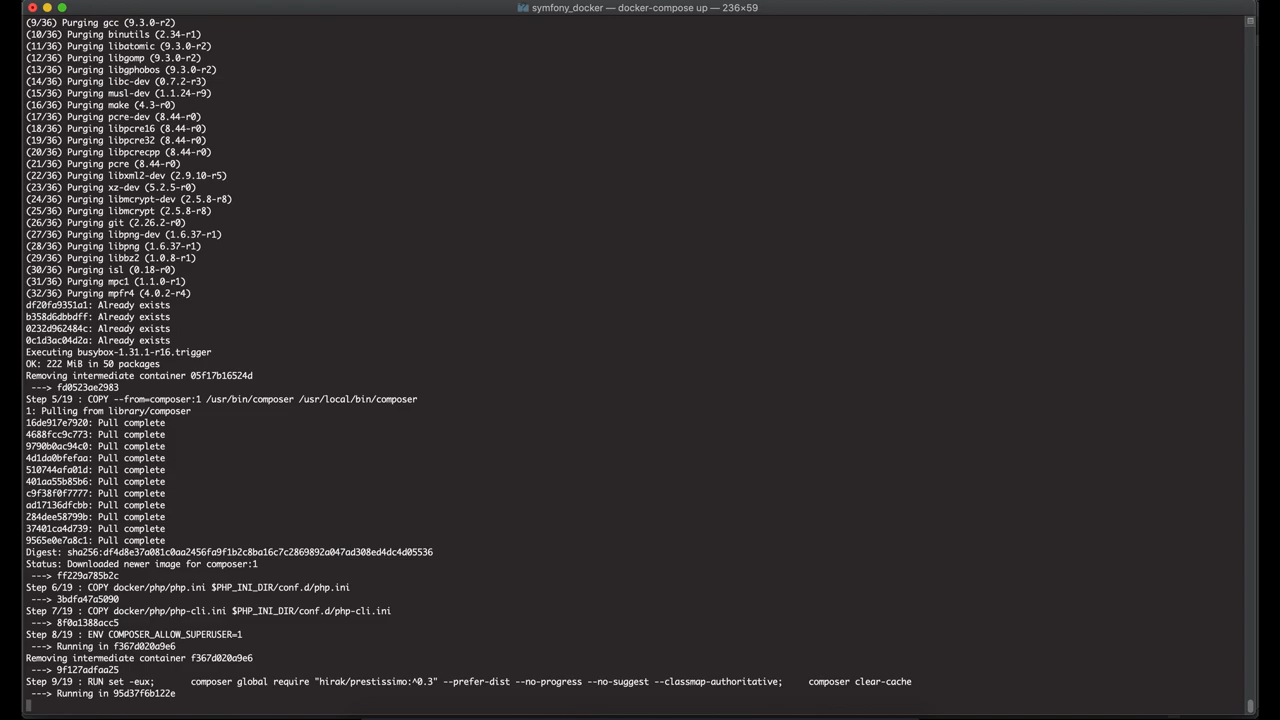 symfony_docker — docker-compose up — 236×59
(9/36) Purging gcc (9.3.0-r2)
(10/36) Purging binutils (2.34-r1)
(11/36) Purging libatomic (9.3.0-r2)
(12/36) Purging libgomp (9.3.0-r2)
(13/36) Purging libgphobos (9.3.0-r2)
(14/36) Purging libc-dev (0.7.2-r3)
(15/36) Purging musl-dev (1.1.24-r9)
(16/36) Purging make (4.3-r0)
(17/36) Purging pcre-dev (8.44-r0)
(18/36) Purging libpcre16 (8.44-r0)
(19/36) Purging libpcre32 (8.44-r0)
(20/36) Purging libpcrecpp (8.44-r0)
(21/36) Purging pcre (8.44-r0)
(22/36) Purging libxml2-dev (2.9.10-r5)
(23/36) Purging xz-dev (5.2.5-r0)
(24/36) Purging libmcrypt-dev (2.5.8-r8)
(25/36) Purging libmcrypt (2.5.8-r8)
(26/36) Purging git (2.26.2-r0)
(27/36) Purging libpng-dev (1.6.37-r1)
(28/36) Purging libpng (1.6.37-r1)
(29/36) Purging libbz2 (1.0.8-r1)
(30/36) Purging isl (0.18-r0)
(31/36) Purging mpc1 (1.1.0-r1)
(32/36) Purging mpfr4 (4.0.2-r4)
df20fa9351a1: Already exists
b358d6dbbdff: Already exists
0232d962484c: Already exists
0c1d3ac04d2a: Already exists
Executing busybox-1.31.1-r16.trigger
OK: 222 MiB in 50 packages
Removing intermediate container 05f17b16524d
---> fd0523ae2983
Step 5/19 : COPY --from=composer:1 /usr/bin/composer /usr/local/bin/composer
1: Pulling from library/composer
16de917e7920: Pull complete
4688fcc9c773: Pull complete
9790b0ac94c0: Pull complete
4d1da0bfefaa: Pull complete
510744afa01d: Pull complete
401aa55b85b6: Pull complete
c9f38f0f7777: Pull complete
ad17136dfcbb: Pull complete
284dee58799b: Pull complete
37401ca4d739: Pull complete
9565e0e7a8c1: Pull complete
Digest: sha256:df4d8e37a081c0aa2456fa9f1b2c8ba16c7c2869892a047ad308ed4dc4d05536
Status: Downloaded newer image for composer:1
---> ff229a785b2c
Step 6/19 : COPY docker/php/php.ini $PHP_INI_DIR/conf.d/php.ini
---> 3bdfa47a5090
Step 7/19 : COPY docker/php/php-cli.ini $PHP_INI_DIR/conf.d/php-cli.ini
---> 8f0a1388acc5
Step 8/19 : ENV COMPOSER_ALLOW_SUPERUSER=1
---> Running in f367d020a9e6
Removing intermediate container f367d020a9e6
---> 9f127adfaa25
Step 9/19 : RUN set -eux; composer global require "hirak/prestissimo:^0.3" --prefer-dist --no-progress --no-suggest --classmap-authoritative; composer clear-cache
---> Running in 95d37f6b122e